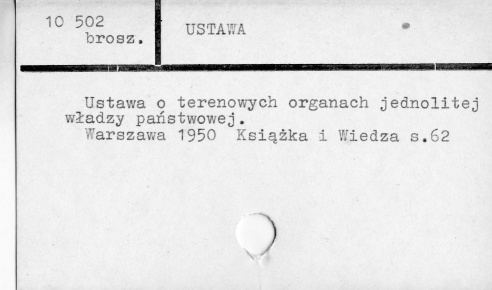 10 502
brosz.
USTAWA
Ustawa o terenowych organach jednolitej
władzy państwowej.
Warszawa 1950 Książka i Wiedza s.62